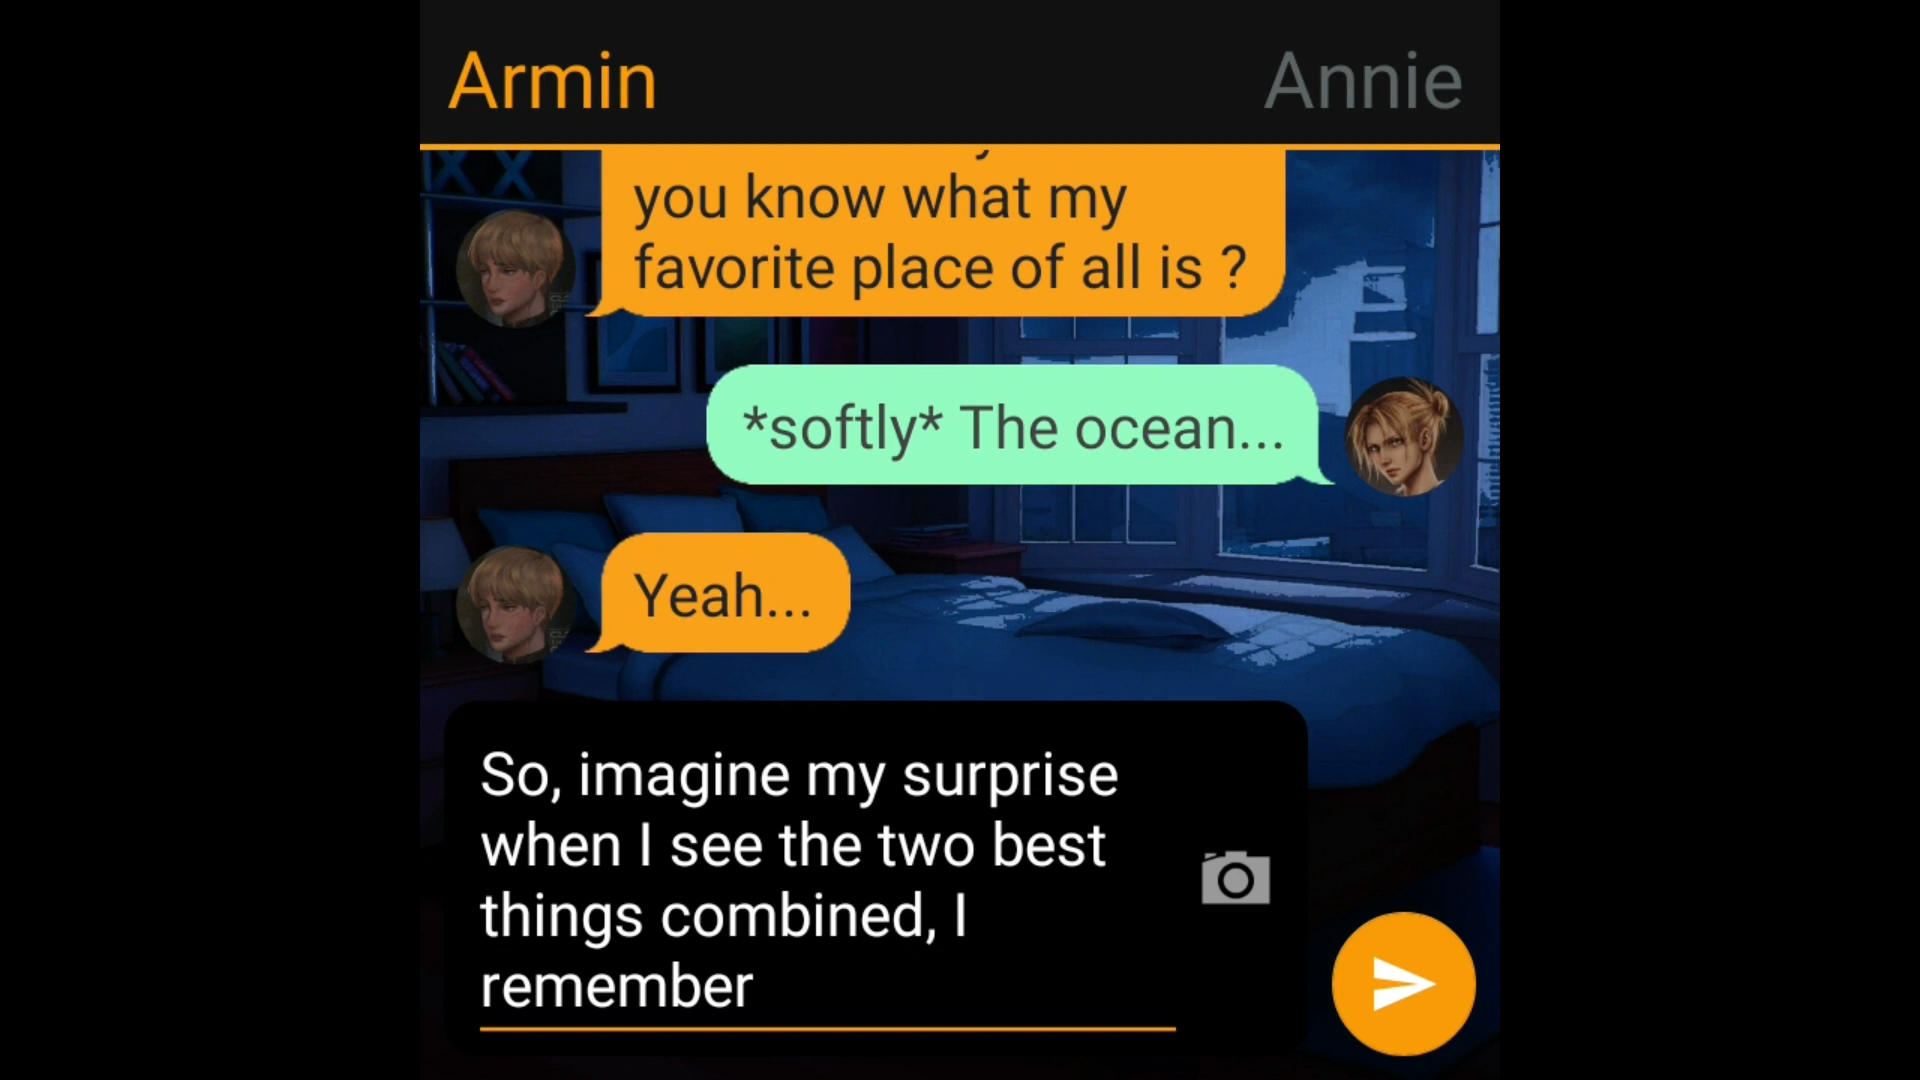 Armin
Annie
you know what my
favorite place of all is ?
*softly* The ocean...
Yeah...
So, imagine my surprise
when I see the two best
things combined, I
remember